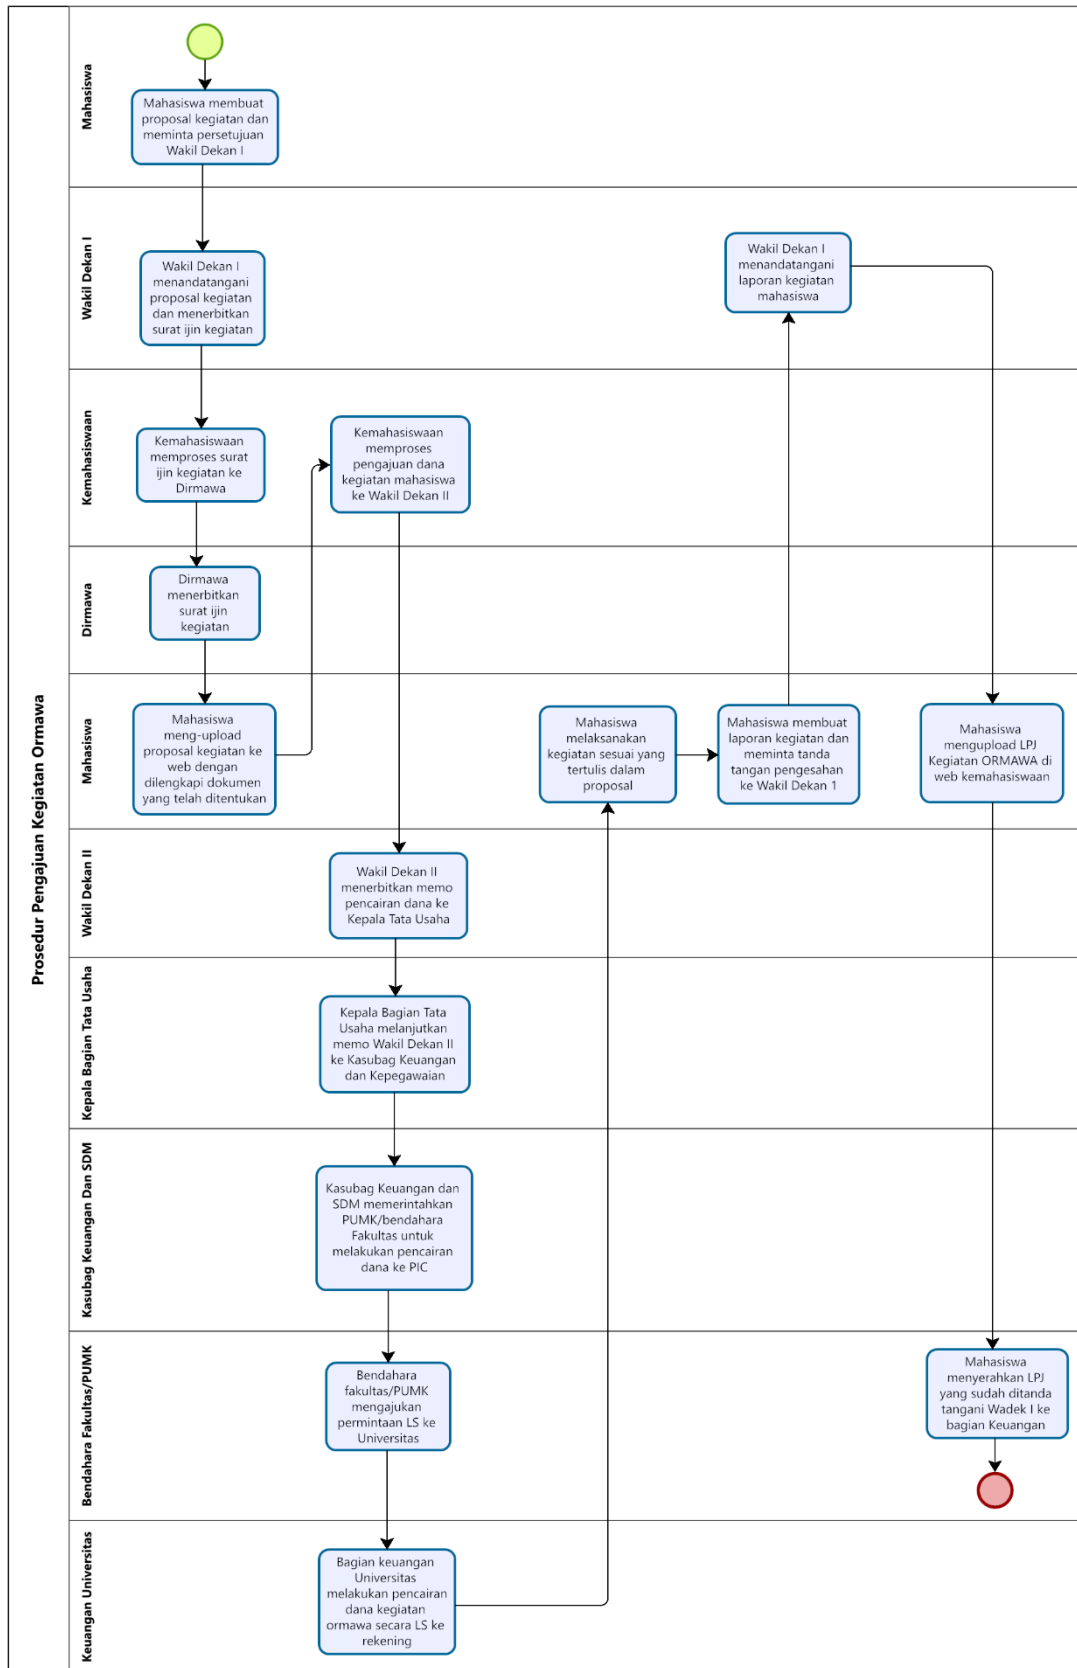 Prosedur Pengajuan Kegiatan Ormawa
Mahasiswa
Mahasiswa membuat
proposal kegiatan dan
meminta persetujuan
Wakil Dekan I
Wakil Dekan I
Wakil Dekan I
menandatangani
proposal kegiatan
dan menerbitkan
surat ijin kegiatan
Wakil Dekan I
menandatangani
laporan kegiatan
mahasiswa
Kemahasiswaan
Kemahasiswaan
memproses surat
ijin kegiatan ke
Dirmawa
Kemahasiswaan
memproses
pengajuan dana
kegiatan mahasiswa
ke Wakil Dekan II
Dirmawa
Dirmawa
menerbitkan
surat ijin
kegiatan
Mahasiswa
Mahasiswa
meng-upload
proposal kegiatan ke
web dengan
dilengkapi dokumen
yang telah ditentukan
Mahasiswa
melaksanakan
kegiatan sesuai yang
tertulis dalam
proposal
Mahasiswa membuat
laporan kegiatan dan
meminta tanda
tangan pengesahan
ke Wakil Dekan 1
Mahasiswa
mengupload LPJ
Kegiatan ORMAWA di
web kemahasiswaan
Wakil Dekan II
Wakil Dekan II
menerbitkan memo
pencairan dana ke
Kepala Tata Usaha
Kepala Bagian Tata Usaha
Kepala Bagian Tata
Usaha melanjutkan
memo Wakil Dekan II
ke Kasubag Keuangan
dan Kepegawaian
Kasubag Keuangan Dan SDM
Kasubag Keuangan dan
SDM memerintahkan
PUMK/bendahara
Fakultas untuk
melakukan pencairan
dana ke PIC
Bendahara Fakultas/PUMK
Bendahara
fakultas/PUMK
mengajukan
permintaan LS ke
Universitas
Mahasiswa
menyerahkan LPJ
yang sudah ditanda
tangani Wadek I ke
bagian Keuangan
Keuangan Universitas
Bagian keuangan
Universitas
melakukan pencairan
dana kegiatan
ormawa secara LS ke
rekening